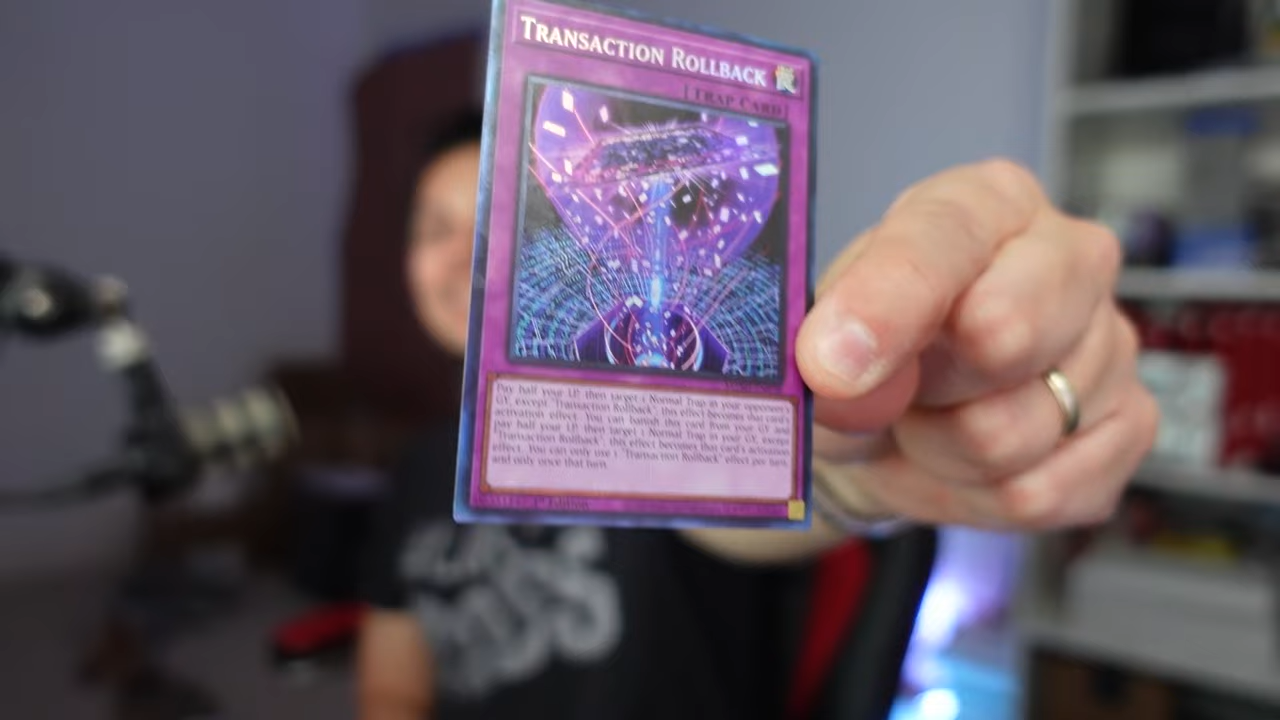 TRANSACTION ROLLBACK
[TRAP CARD]
Pay half your LP, then target 1 Normal Trap in your opponent's
GY, except "Transaction Rollback"; this effect becomes that card's
activation effect. You can banish this card from your GY and
pay half your LP, then target 1 Normal Trap in your GY, except
"Transaction Rollback"; this effect becomes that card's activation
effect. You can only use 1 "Transaction Rollback" effect per turn,
and only once that turn.
1st Edition